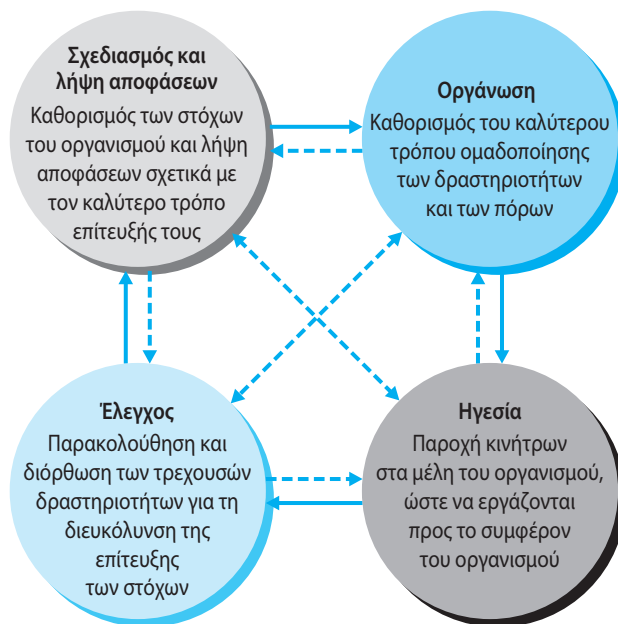 Σχεδιασμός και
λήψη αποφάσεων
Καθορισμός των στόχων
του οργανισμού και λήψη
αποφάσεων σχετικά με
τον καλύτερο τρόπο
επίτευξής τους
Οργάνωση
Καθορισμός του καλύτερου
τρόπου ομαδοποίησης
των δραστηριοτήτων
και των πόρων
Έλεγχος
Παρακολούθηση και
διόρθωση των τρεχουσών
δραστηριοτήτων για τη
διευκόλυνση της
επίτευξης
των στόχων
Ηγεσία
Παροχή κινήτρων
στα μέλη του οργανισμού,
ώστε να εργάζονται
προς το συμφέρον
του οργανισμού